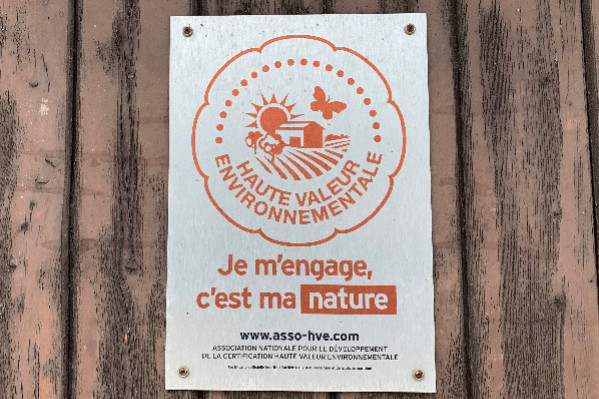 HAUTE VALEUR
ENVIRONNEMENTALE
Je m'engage,
c'est ma nature
www.asso-hve.com
ASSOCIATION NATIONALE POUR LE DÉVELOPPEMENT
DE LA CERTIFICATION HAUTE VALEUR ENVIRONNEMENTALE